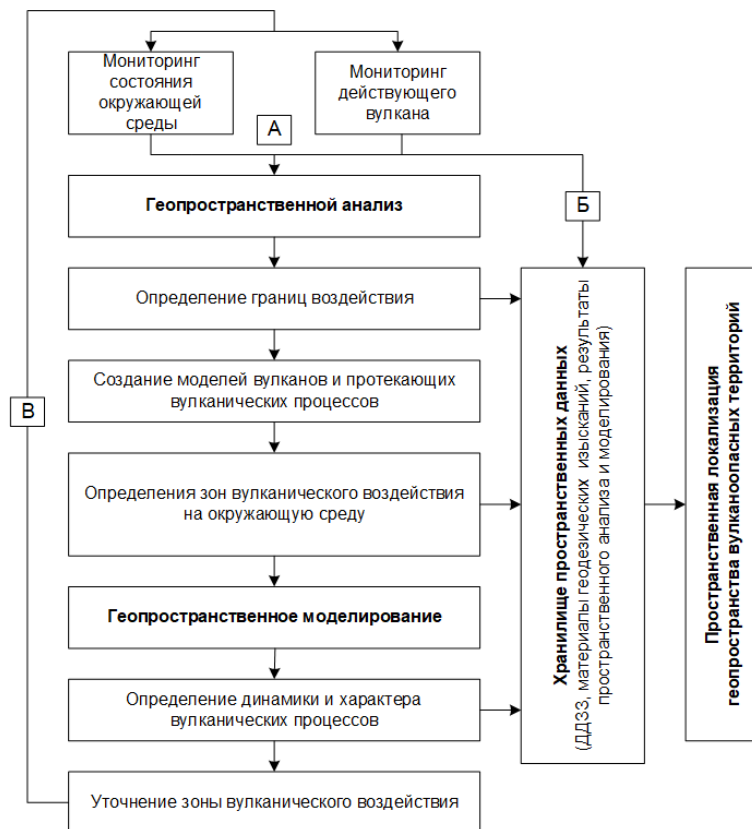 Мониторинг
состояния
окружающей
среды
Мониторинг
действующего
вулкана
А
Геопространственной анализ
Б
Определение границ воздействия
Создание моделей вулканов и протекающих
вулканических процессов
В
Определения зон вулканического воздействия
на окружающую среду
Геопространственное моделирование
Определение динамики и характера
вулканических процессов
Уточнение зоны вулканического воздействия
Хранилище пространственных данных
(ДДЗЗ, материалы геодезических изысканий, результаты
пространственного анализа и моделирования)
Пространственная локализация
геопространства вулканоопасных территорий